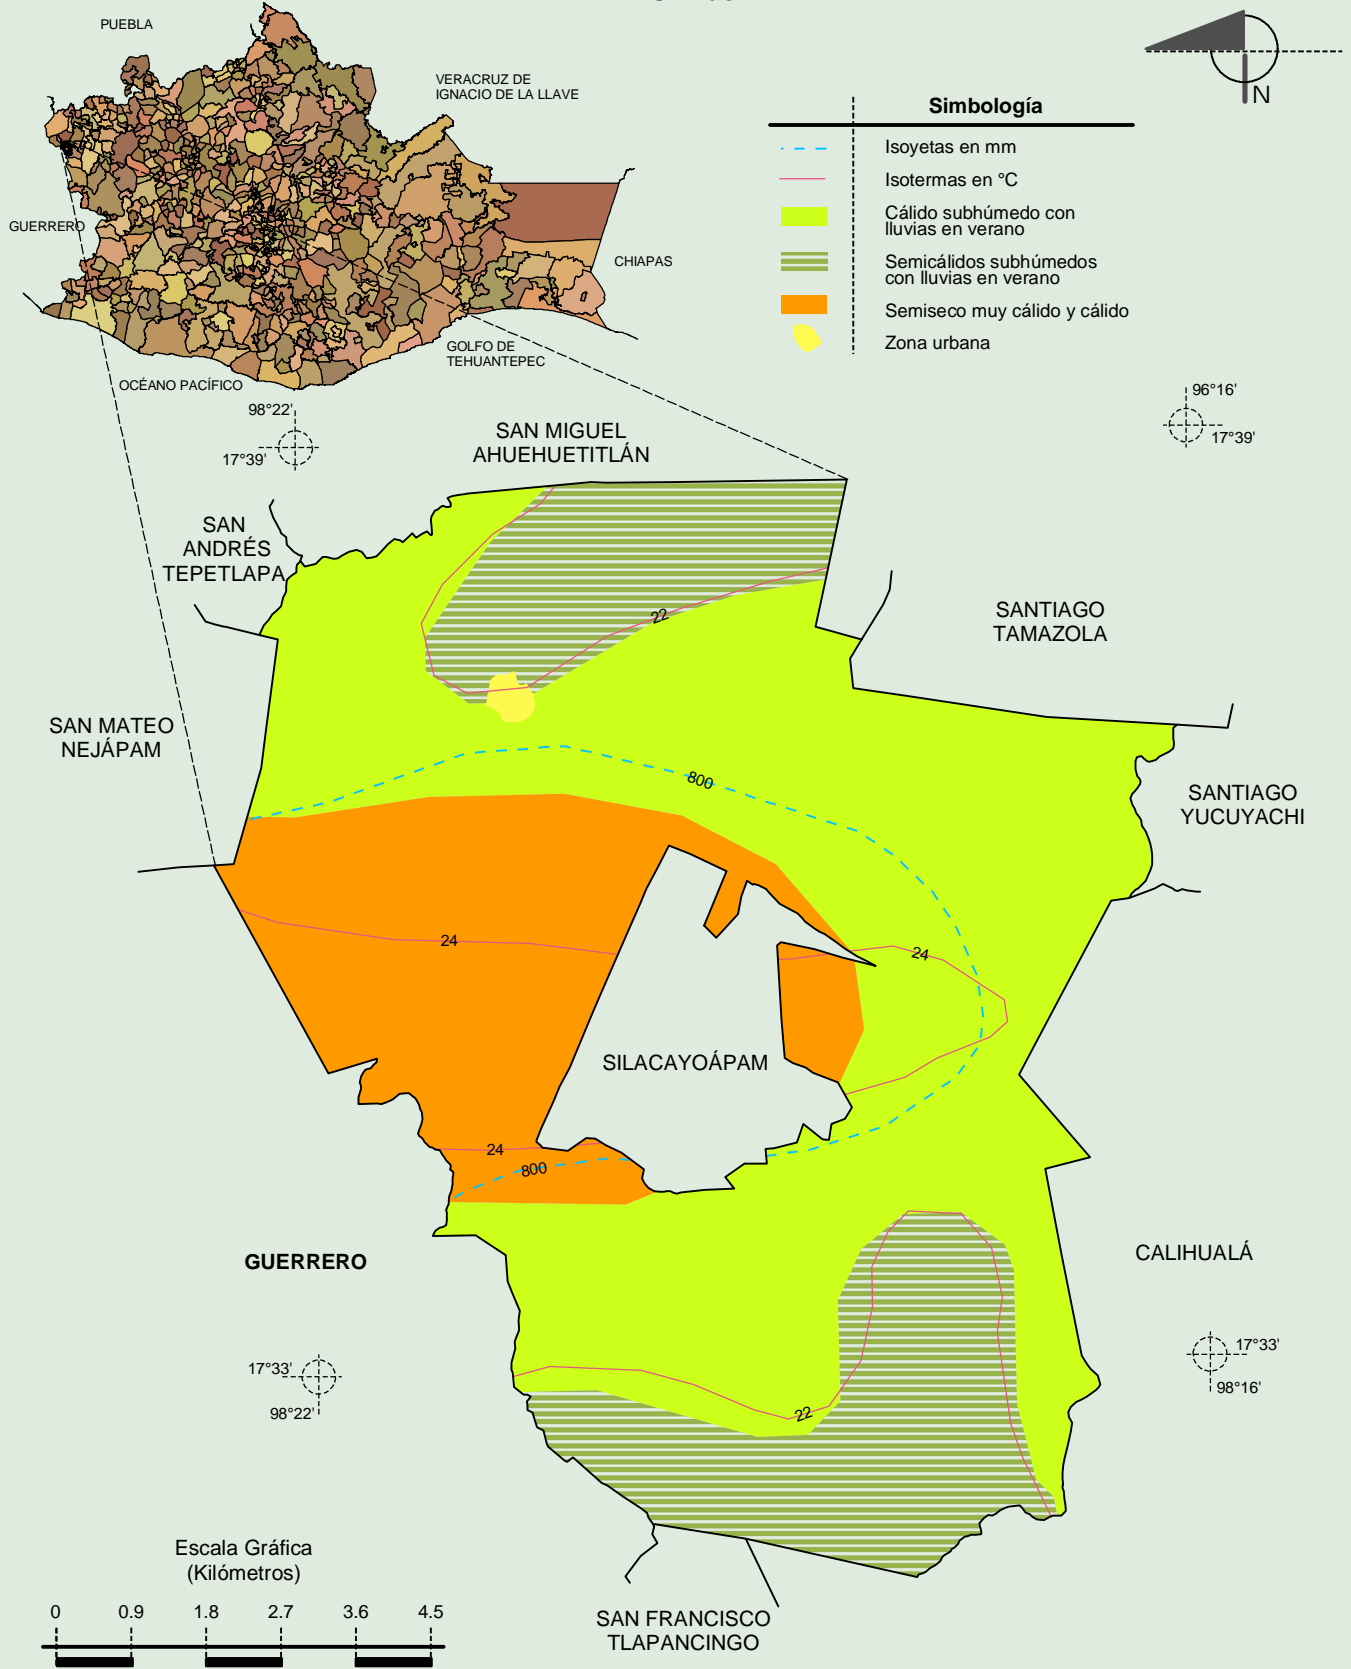 PUEBLA
VERACRUZ DE
IGNACIO DE LA LLAVE
GUERRERO
CHIAPAS
GOLFO DE
TEHUANTEPEC
OCÉANO PACÍFICO
N
Simbología
Isoyetas en mm
Isotermas en °C
Cálido subhúmedo con
lluvias en verano
Semicálidos subhúmedos
con lluvias en verano
Semiseco muy cálido y cálido
Zona urbana
98°22'
17°39'
96°16'
17°39'
SAN MIGUEL
AHUEHUETITLÁN
SAN
ANDRÉS
TEPETLAPA
SANTIAGO
TAMAZOLA
22
SAN MATEO
NEJÁPAM
800
SANTIAGO
YUCUYACHI
24
24
SILACAYOÁPAM
24
800
GUERRERO
CALIHUALÁ
17°33'
98°22'
17°33'
98°16'
22
Escala Gráfica
(Kilómetros)
0 0.9 1.8 2.7 3.6 4.5
SAN FRANCISCO
TLAPANCINGO